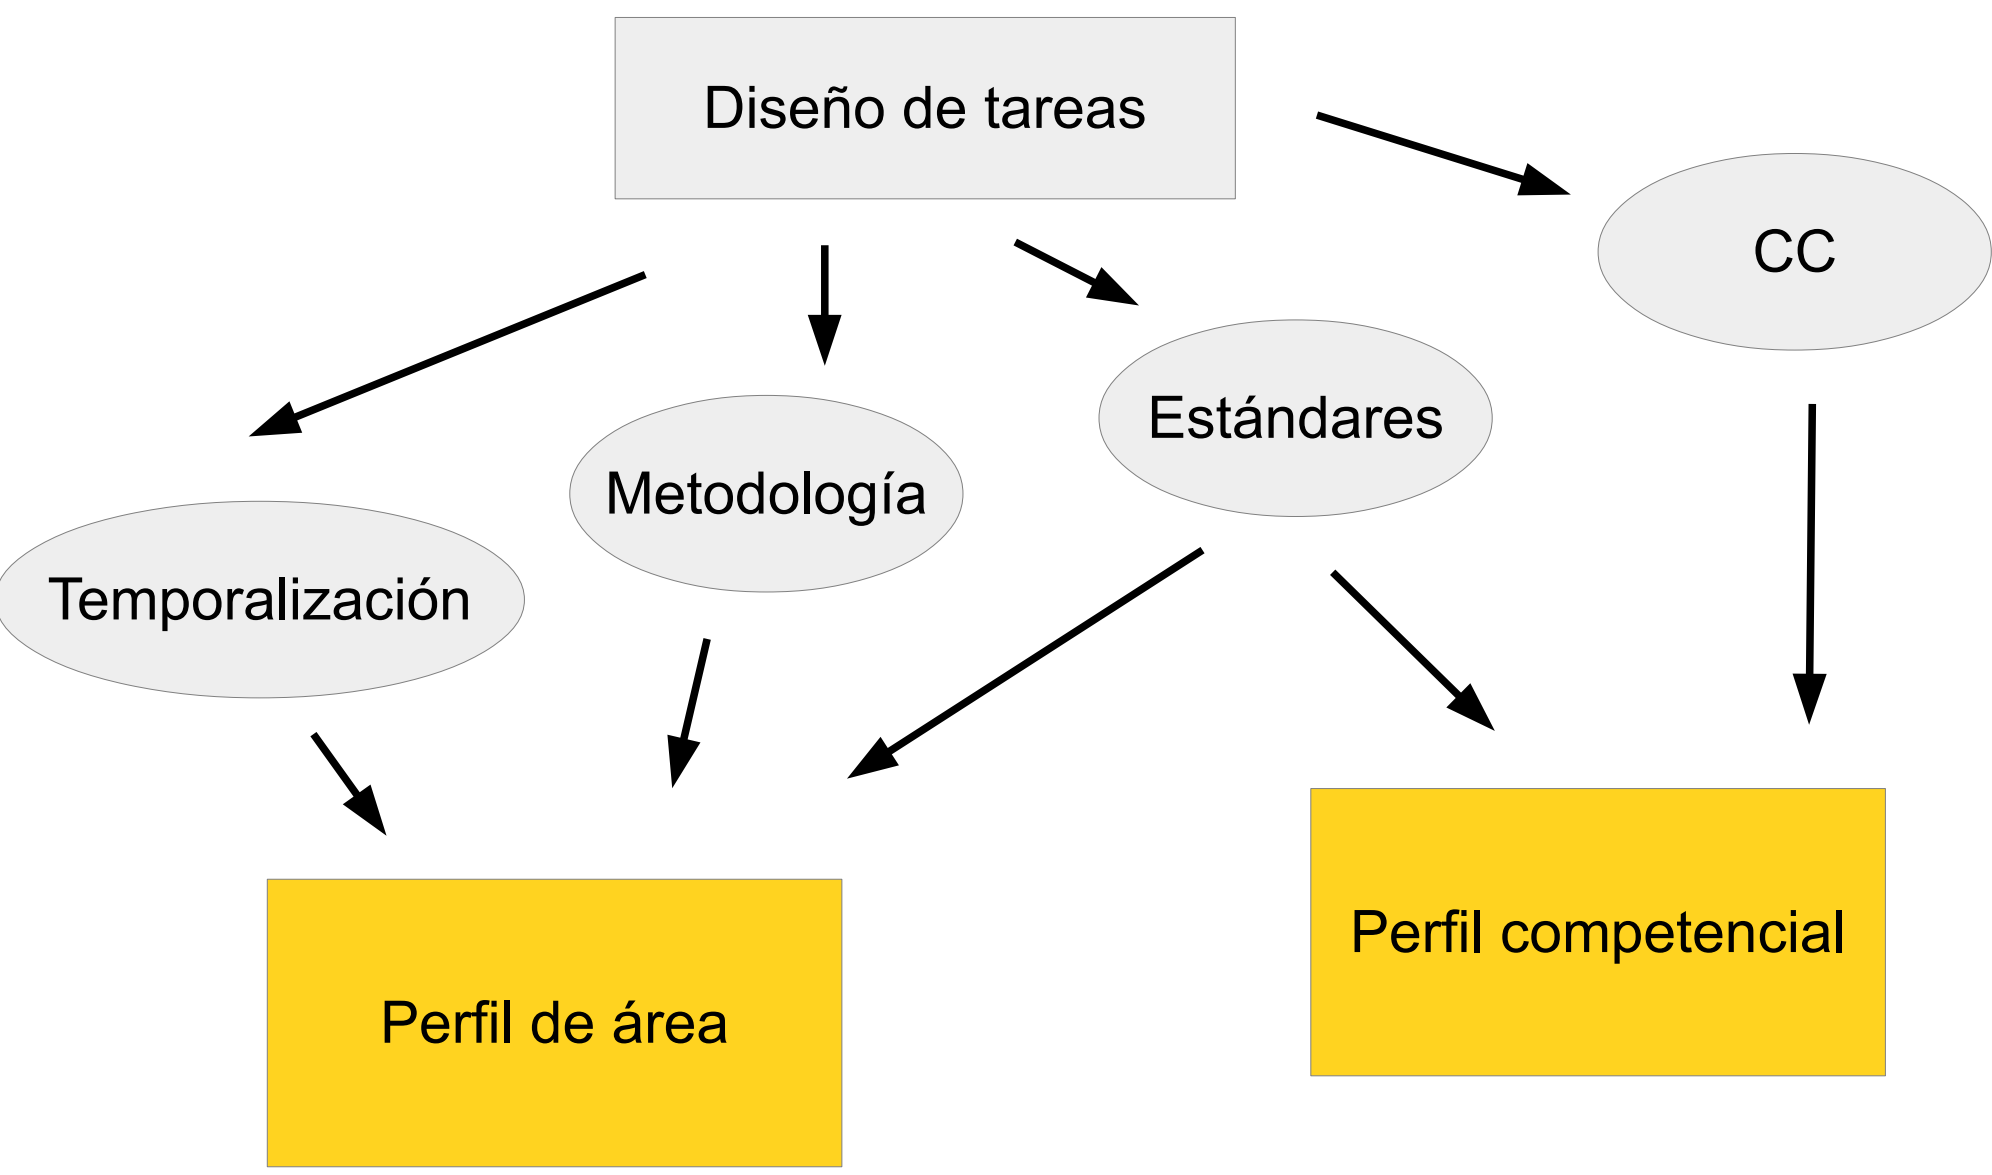 Diseño de tareas
CC
Estándares
Metodología
Temporalización
Perfil competencial
Perfil de área